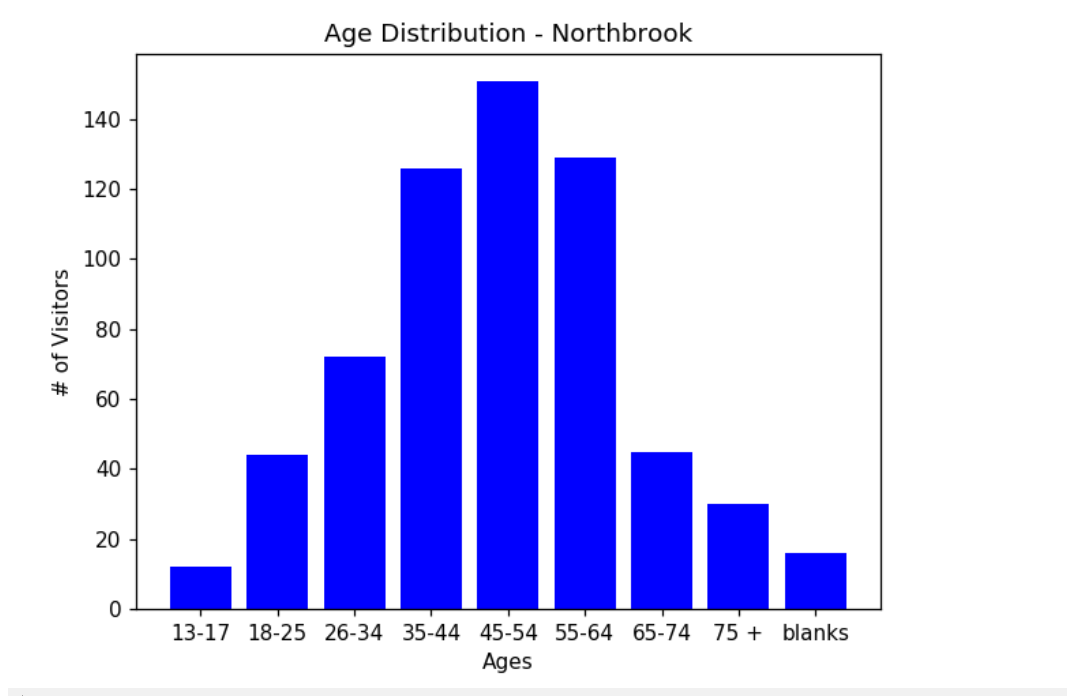 Age Distribution - Northbrook
140
120
100
80
60
40
20
0
# of Visitors
13-17 18-25 26-34 35-44 45-54 55-64 65-74 75 + blanks
Ages